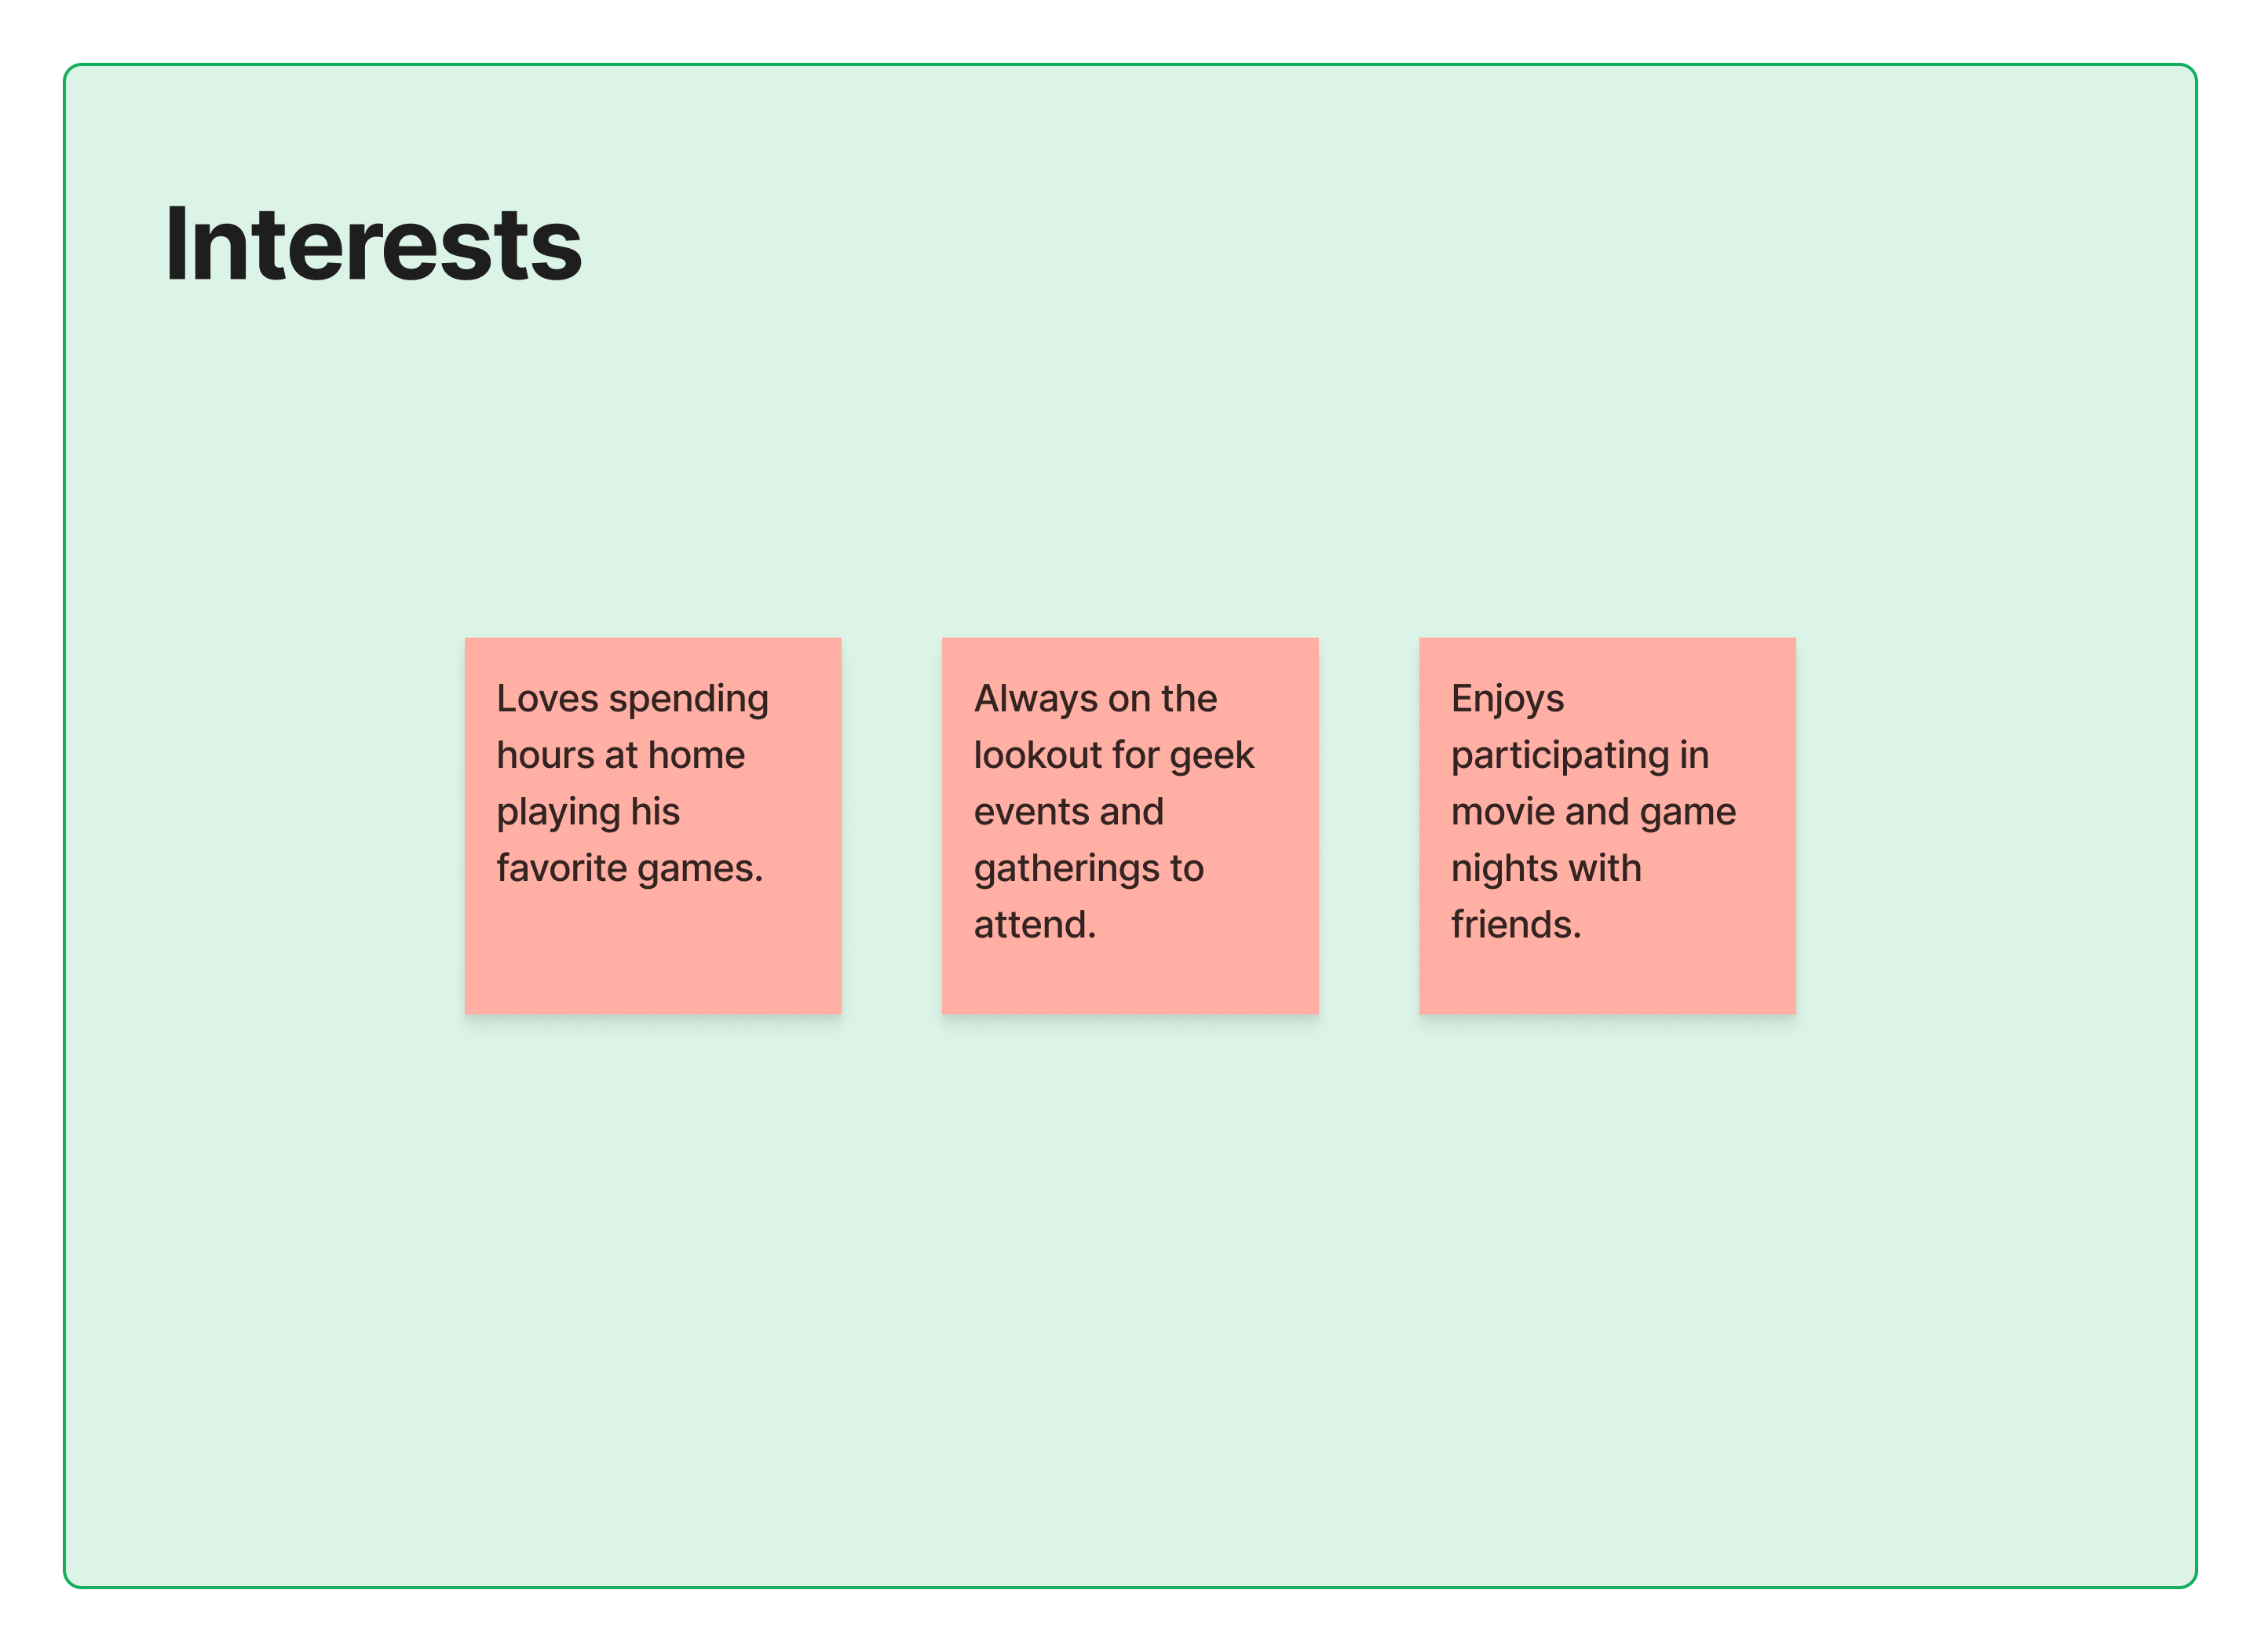 Interests
Loves spending
hours at home
playing his
favorite games.
Always on the
lookout for geek
events and
gatherings to
attend.
Enjoys
participating in
movie and game
nights with
friends.